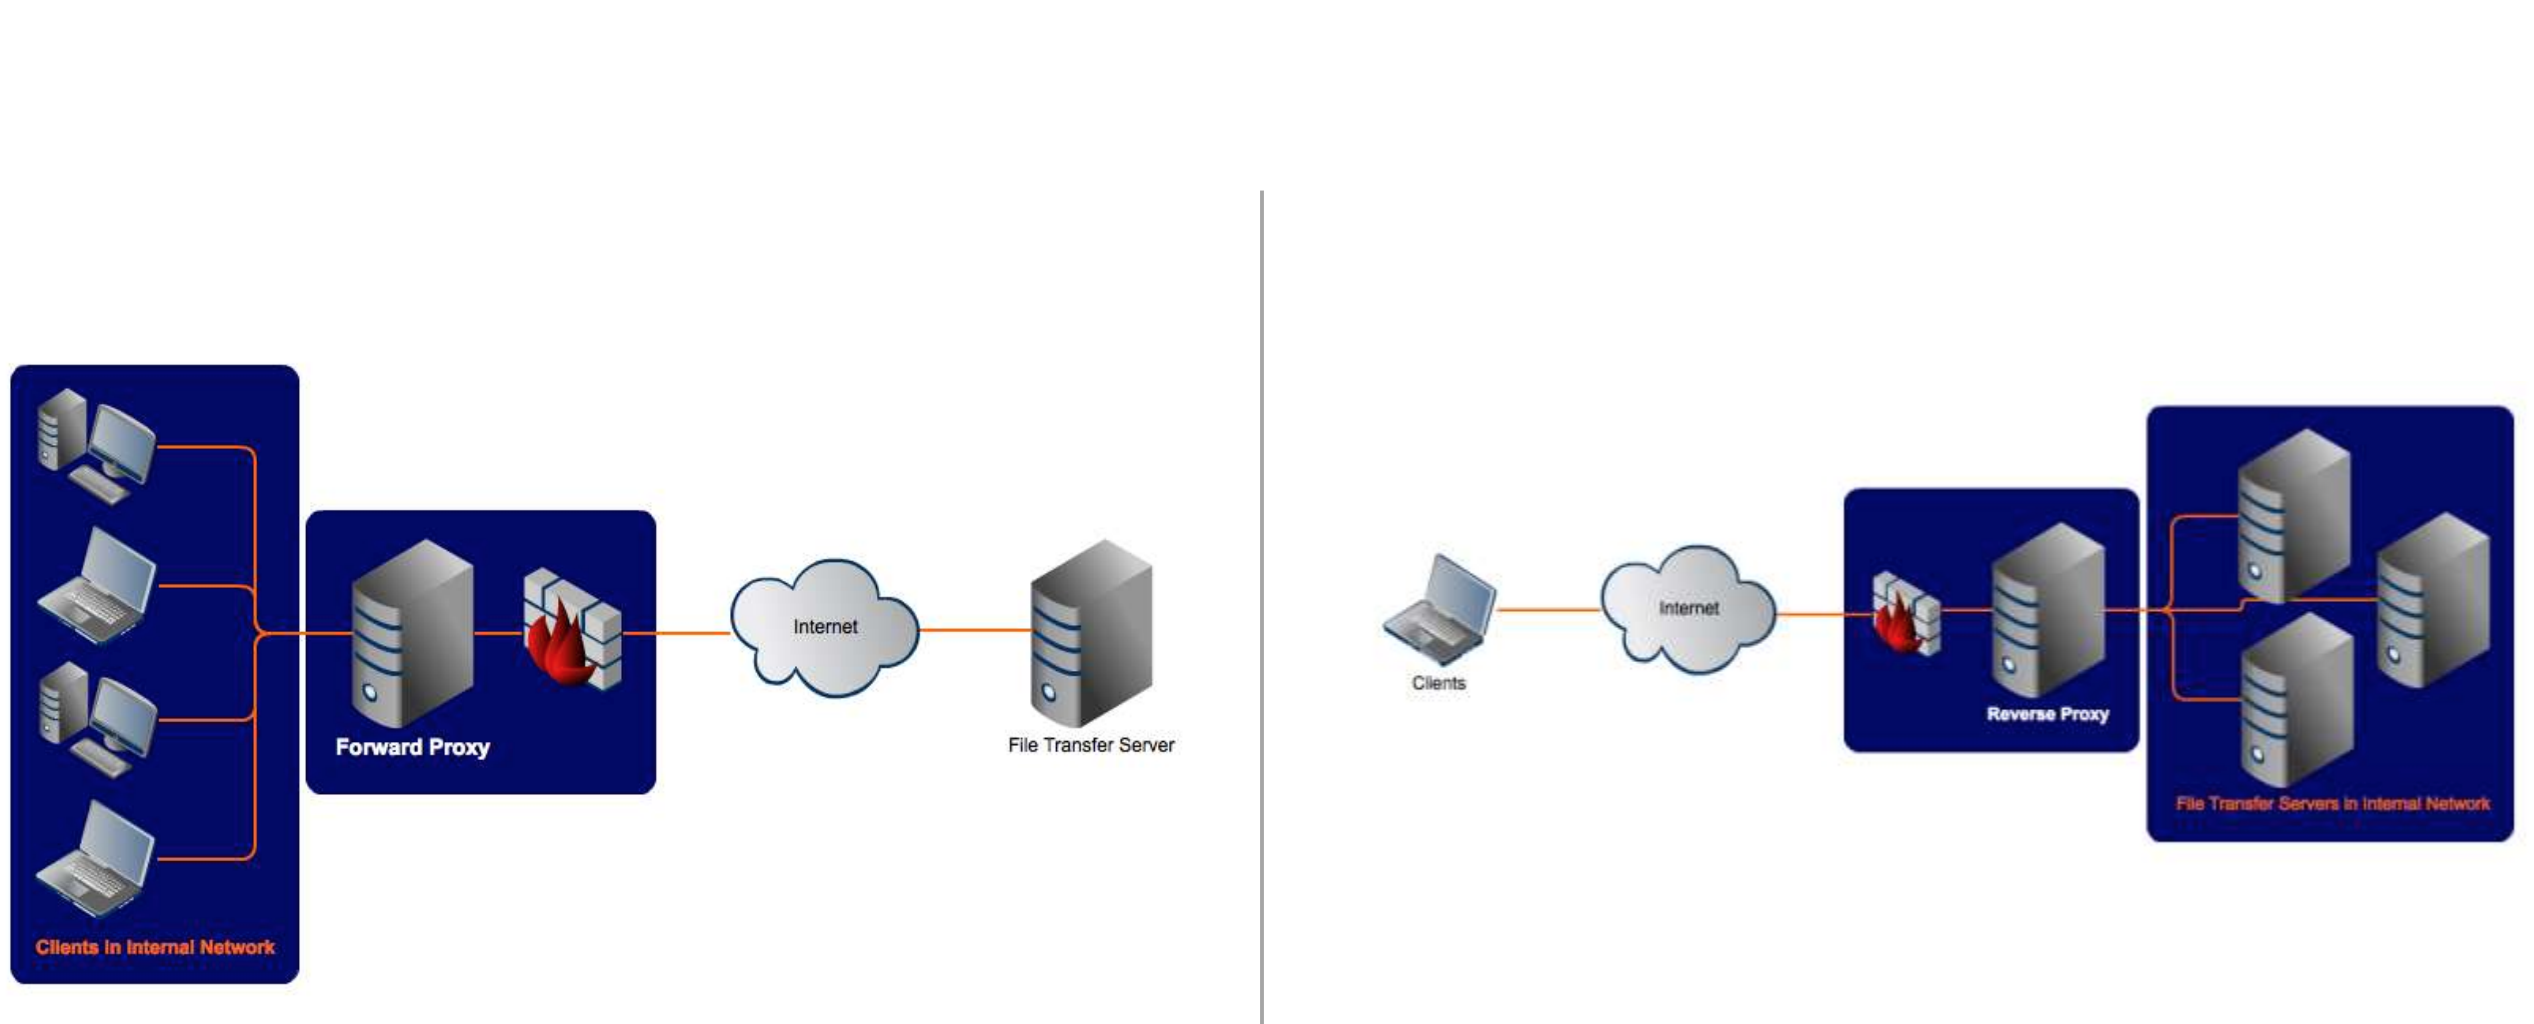 Forward Proxy
Clients in Internal Network
Internet
File Transfer Server
Clients
Internet
Reverse Proxy
File Transfer Servers in Internal Network